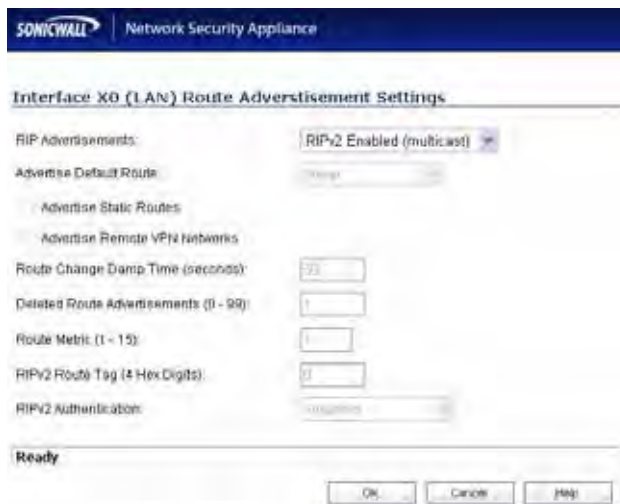 SONICWALL Network Security Appliance
Interface X0 (LAN) Route Adverstisement Settings
RIP Advertisements: RIPv2 Enabled (multicast)
Advertise Default Route:
Advertise Static Routes
Advertise Remote VPN Networks
Route Change Damp Time (seconds):
Deleted Route Advertisements (0 - 99): 1
Route Metric (1 - 15): 1
RIPv2 Route Tag (4 Hex Digits): 0
RIPv2 Authentication:
Ready
OK Cancel Help